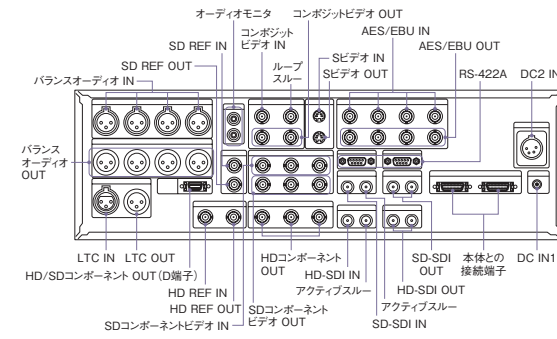 オーディオモニタ
コンポジットビデオ OUT
コンポジット
ビデオ IN
AES/EBU IN
SD REF IN
Sビデオ IN
AES/EBU OUT
SD REF OUT
ループ
スルー
Sビデオ OUT
RS-422A
DC2 IN
バランスオーディオ IN
バランス
オーディオ
OUT
LTC IN
LTC OUT
HDコンポーネント
OUT
SD-SDI
OUT
本体との
接続端子
DC IN1
HD/SDコンポーネント OUT(D端子)
HD-SDI IN
アクティブスルー
HD-SDI OUT
HD REF IN
HD REF OUT
SDコンポーネント
ビデオ OUT
アクティブスルー
SDコンポーネントビデオ IN
SD-SDI IN